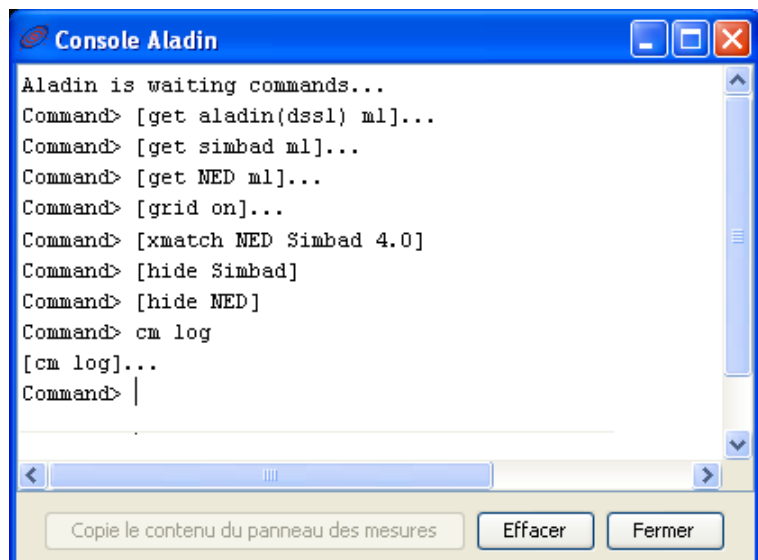 Console Aladin
Aladin is waiting commands...
Command> [get aladin(dss1) m1]...
Command> [get simbad m1]...
Command> [get NED m1]...
Command> [grid on]...
Command> [xmatch NED Simbad 4.0]
Command> [hide Simbad]
Command> [hide NED]
Command> cm log
[cm log]...
Command>
Copie le contenu du panneau des mesures
Effacer
Fermer